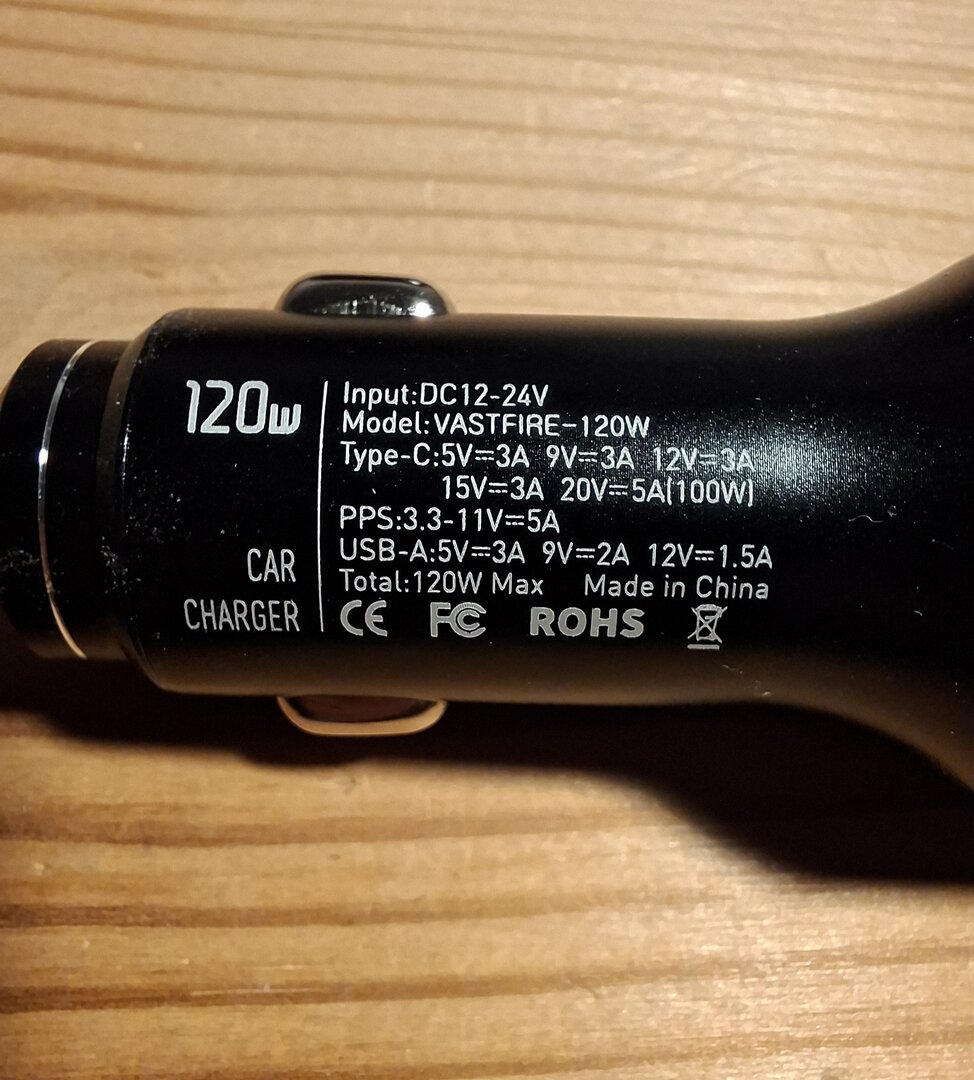 120W
CAR
CHARGER
Input:DC12-24V
Model:VASTFIRE-120W
Type-C:5V⎓3A 9V⎓3A 12V⎓3A
15V⎓3A 20V⎓5A(100W)
PPS:3.3-11V⎓5A
USB-A:5V⎓3A 9V⎓2A 12V⎓1.5A
Total:120W Max Made in China
CE FC ROHS